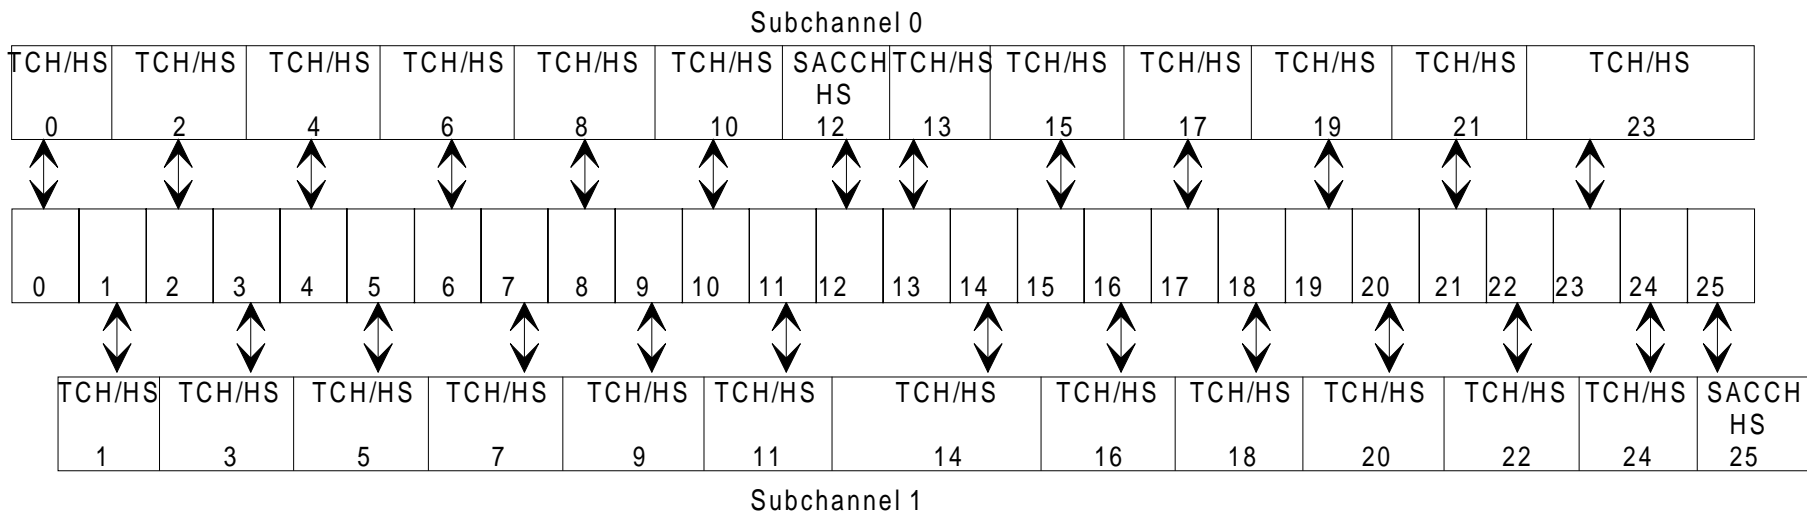 Subchannel 0
TCH/HS TCH/HS TCH/HS TCH/HS TCH/HS TCH/HS SACCH TCH/HS TCH/HS TCH/HS TCH/HS TCH/HS TCH/HS
HS
0 2 4 6 8 10 12 13 15 17 19 21 23
0 1 2 3 4 5 6 7 8 9 10 11 12 13 14 15 16 17 18 19 20 21 22 23 24 25
TCH/HS TCH/HS TCH/HS TCH/HS TCH/HS TCH/HS TCH/HS TCH/HS TCH/HS TCH/HS TCH/HS TCH/HS SACCH
HS
1 3 5 7 9 11 14 16 18 20 22 24 25
Subchannel 1